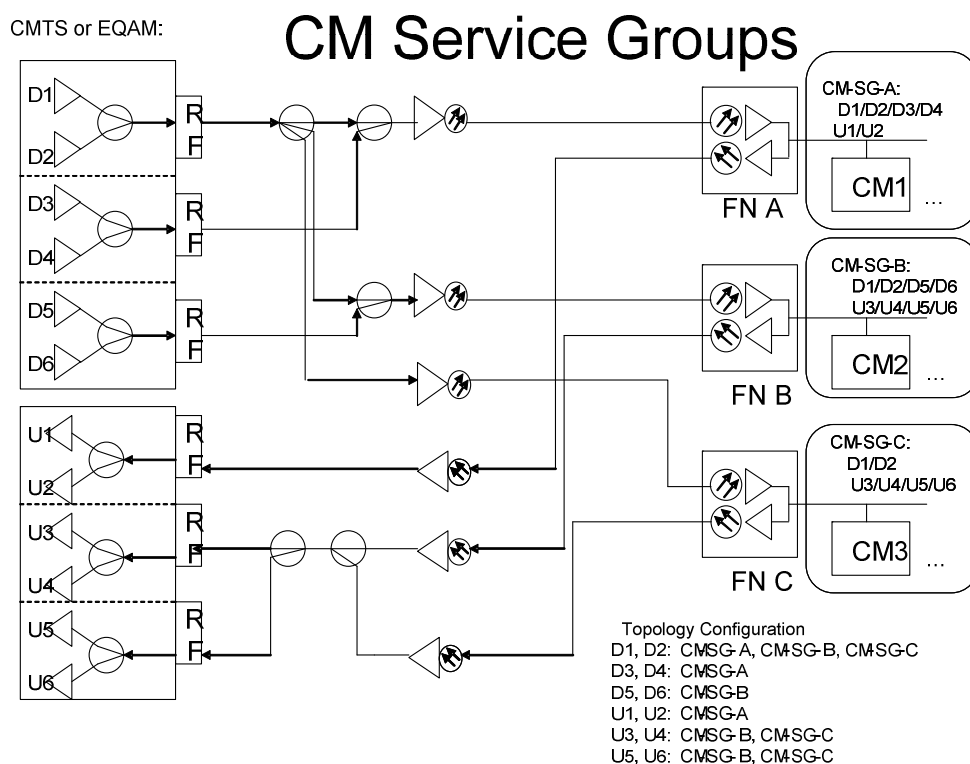 CMTS or EQAM:
CM Service Groups
D1
D2
R
F
D3
D4
R
F
D5
D6
R
F
U1
U2
R
F
U3
U4
R
F
U5
U6
R
F
FN A
FN B
FN C
CM-SG-A:
D1/D2/D3/D4
U1/U2
CM1
...
CM-SG-B:
D1/D2/D5/D6
U3/U4/U5/U6
CM2
...
CM-SG-C:
D1/D2
U3/U4/U5/U6
CM3
...
Topology Configuration
D1, D2: CM-SG-A, CM-SG-B, CM-SG-C
D3, D4: CM-SG-A
D5, D6: CM-SG-B
U1, U2: CM-SG-A
U3, U4: CM-SG-B, CM-SG-C
U5, U6: CM-SG-B, CM-SG-C